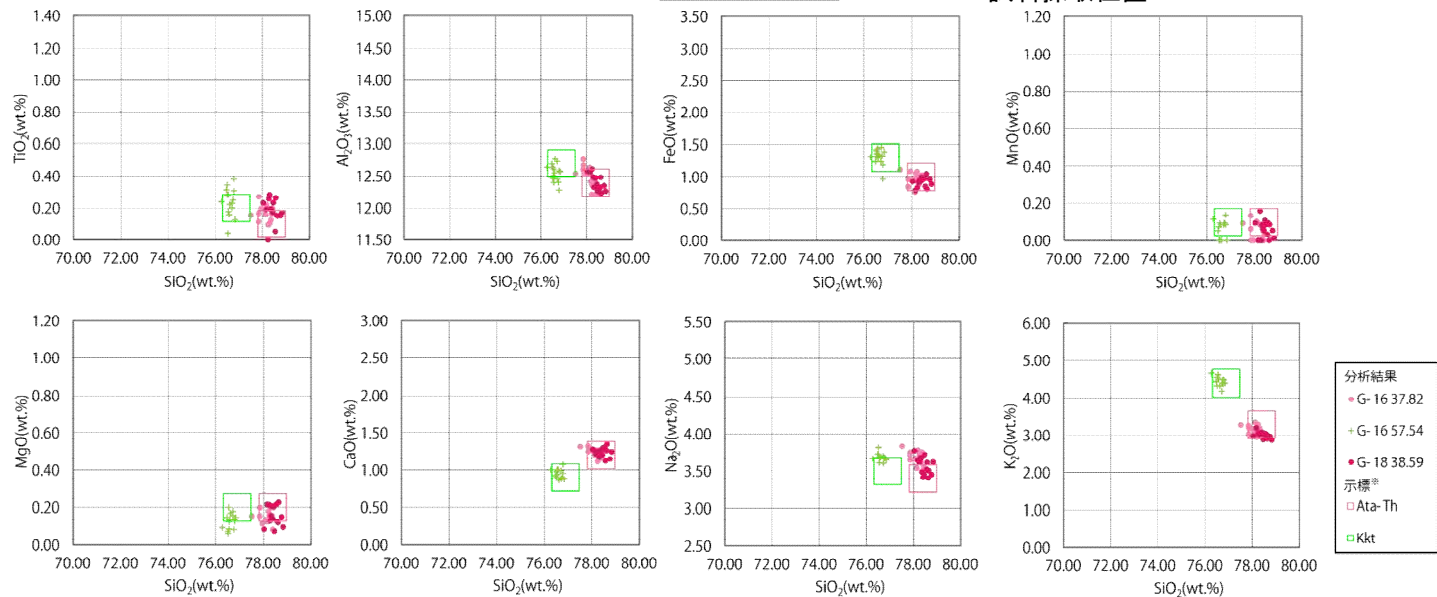 1.40
1.20
1.00
0.80
0.60
0.40
0.20
0.00
TiO₂(wt.%)
70.00 72.00 74.00 76.00 78.00 80.00
SiO₂(wt.%)
15.00
14.50
14.00
13.50
13.00
12.50
12.00
11.50
Al₂O₃(wt.%)
70.00 72.00 74.00 76.00 78.00 80.00
SiO₂(wt.%)
3.50
3.00
2.50
2.00
1.50
1.00
0.50
0.00
FeO(wt.%)
70.00 72.00 74.00 76.00 78.00 80.00
SiO₂(wt.%)
1.20
1.00
0.80
0.60
0.40
0.20
0.00
MnO(wt.%)
70.00 72.00 74.00 76.00 78.00 80.00
SiO₂(wt.%)
1.20
1.00
0.80
0.60
0.40
0.20
0.00
MgO(wt.%)
70.00 72.00 74.00 76.00 78.00 80.00
SiO₂(wt.%)
3.00
2.50
2.00
1.50
1.00
0.50
0.00
CaO(wt.%)
70.00 72.00 74.00 76.00 78.00 80.00
SiO₂(wt.%)
5.50
5.00
4.50
4.00
3.50
3.00
2.50
Na₂O(wt.%)
70.00 72.00 74.00 76.00 78.00 80.00
SiO₂(wt.%)
6.00
5.00
4.00
3.00
2.00
1.00
0.00
K₂O(wt.%)
70.00 72.00 74.00 76.00 78.00 80.00
SiO₂(wt.%)
分析結果
G-16 37.82
G-16 57.54
G-18 38.59
示標※
Ata-Th
Kkt